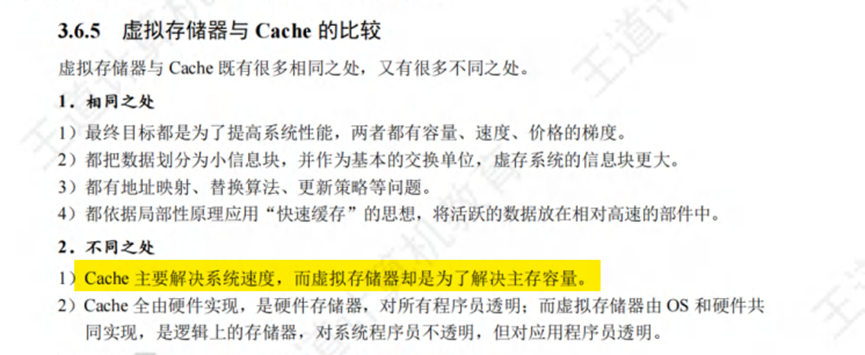 3.6.5 虚拟存储器与 Cache 的比较
虚拟存储器与 Cache 既有很多相同之处，又有很多不同之处。
1．相同之处
1）最终目标都是为了提高系统性能，两者都有容量、速度、价格的梯度。
2）都把数据划分为小信息块，并作为基本的交换单位，虚存系统的信息块更大。
3）都有地址映射、替换算法、更新策略等问题。
4）都依据局部性原理应用“快速缓存”的思想，将活跃的数据放在相对高速的部件中。
2．不同之处
1）Cache 主要解决系统速度，而虚拟存储器却是为了解决主存容量。
2）Cache 全由硬件实现，是硬件存储器，对所有程序员透明；而虚拟存储器由 OS 和硬件共
同实现，是逻辑上的存储器，对系统程序员不透明，但对应用程序员透明。